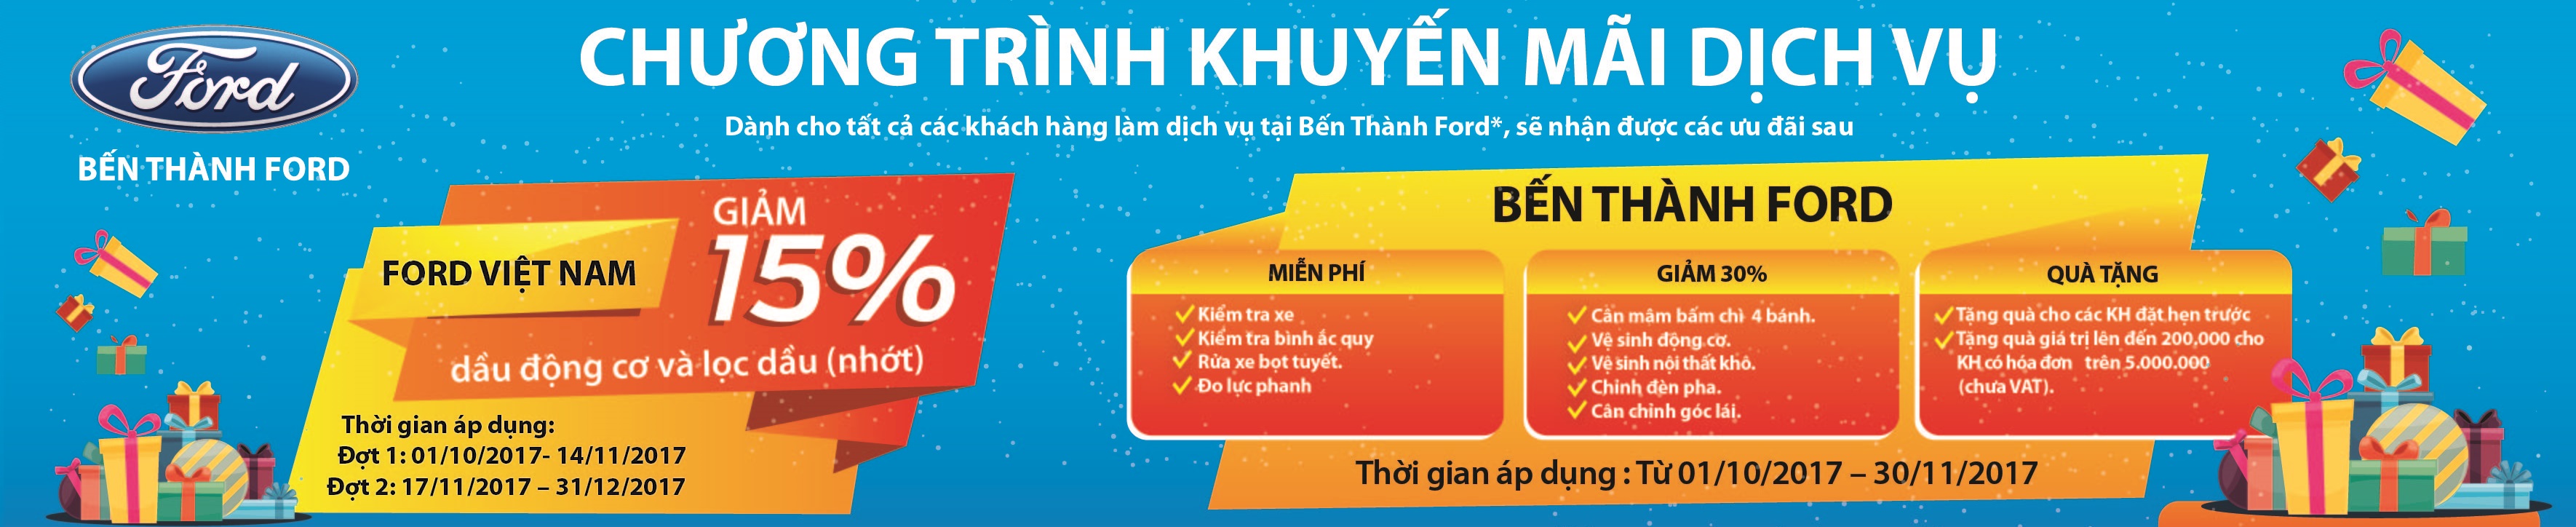 Ford
BẾN THÀNH FORD
CHƯƠNG TRÌNH KHUYẾN MÃI DỊCH VỤ
Dành cho tất cả các khách hàng làm dịch vụ tại Bến Thành Ford*, sẽ nhận được các ưu đãi sau
FORD VIỆT NAM
GIẢM
15%
dầu động cơ và lọc dầu (nhớt)
Thời gian áp dụng:
Đợt 1: 01/10/2017- 14/11/2017
Đợt 2: 17/11/2017 – 31/12/2017
BẾN THÀNH FORD
MIỄN PHÍ
Kiểm tra xe
Kiểm tra bình ắc quy
Rửa xe bọt tuyết.
Đo lực phanh
GIẢM 30%
Cân mâm bấm chì 4 bánh.
Vệ sinh động cơ.
Vệ sinh nội thất khô.
Chỉnh đèn pha.
Cân chỉnh góc lái.
QUÀ TẶNG
Tặng quà cho các KH đặt hẹn trước
Tặng quà giá trị lên đến 200,000 cho
KH có hóa đơn trên 5.000.000
(chưa VAT).
Thời gian áp dụng : Từ 01/10/2017 – 30/11/2017